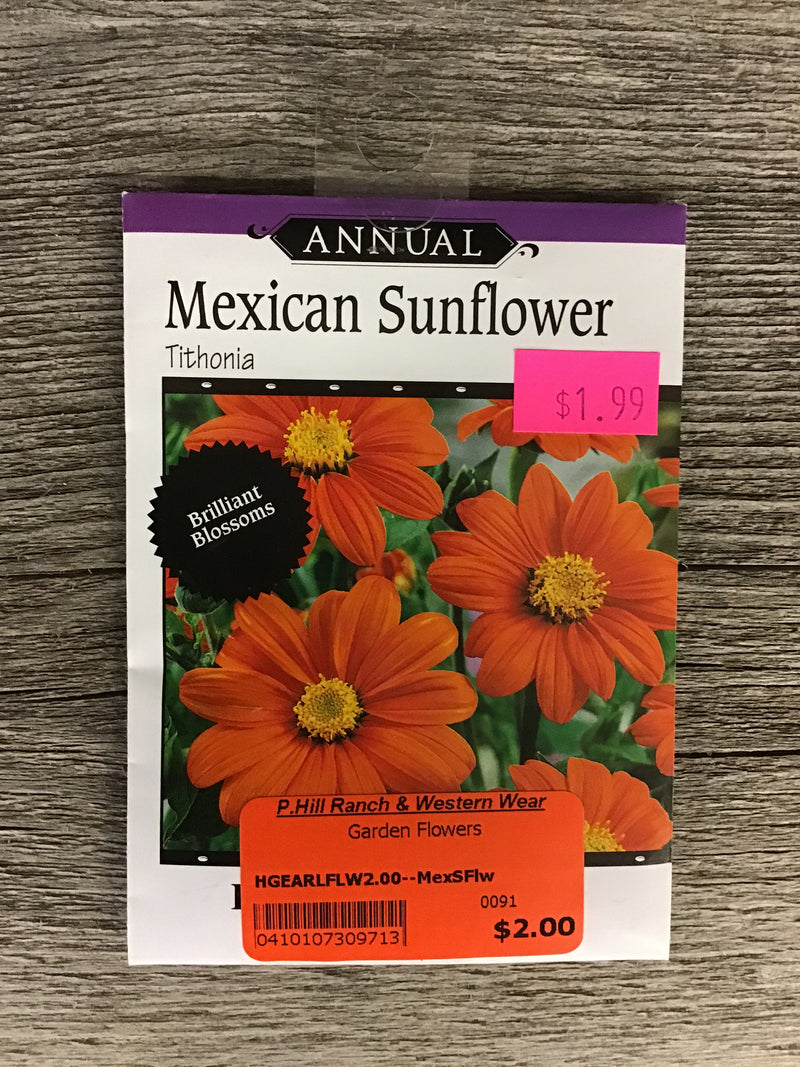 ANNUAL
Mexican Sunflower
Tithonia
$1.99
Brilliant
Blossoms
P.Hill Ranch & Western Wear
Garden Flowers
HGEARLFLW2.00--MexSFlw
0091
0410107309713
$2.00